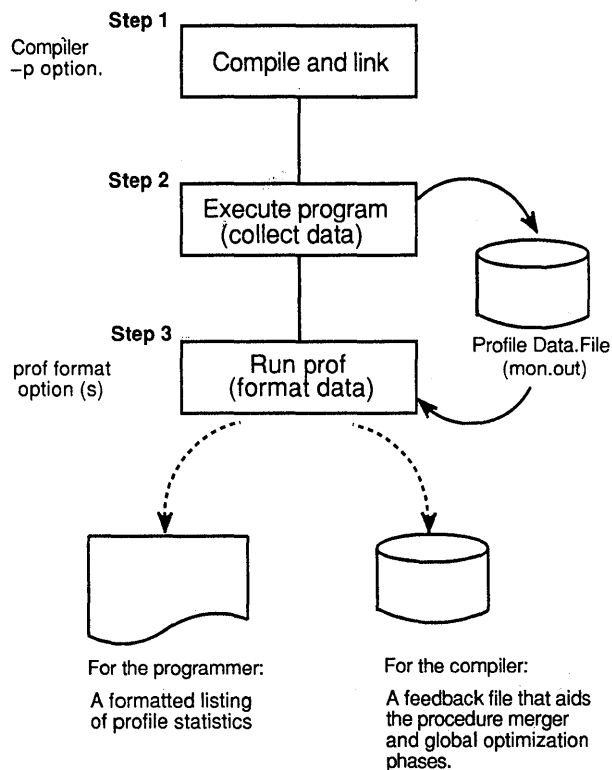 Step 1
Compiler
–p option.
Compile and link
Step 2
Execute program
(collect data)
Profile Data.File
(mon.out)
Step 3
prof format
option (s)
Run prof
(format data)
For the programmer:
A formatted listing
of profile statistics
For the compiler:
A feedback file that aids
the procedure merger
and global optimization
phases.